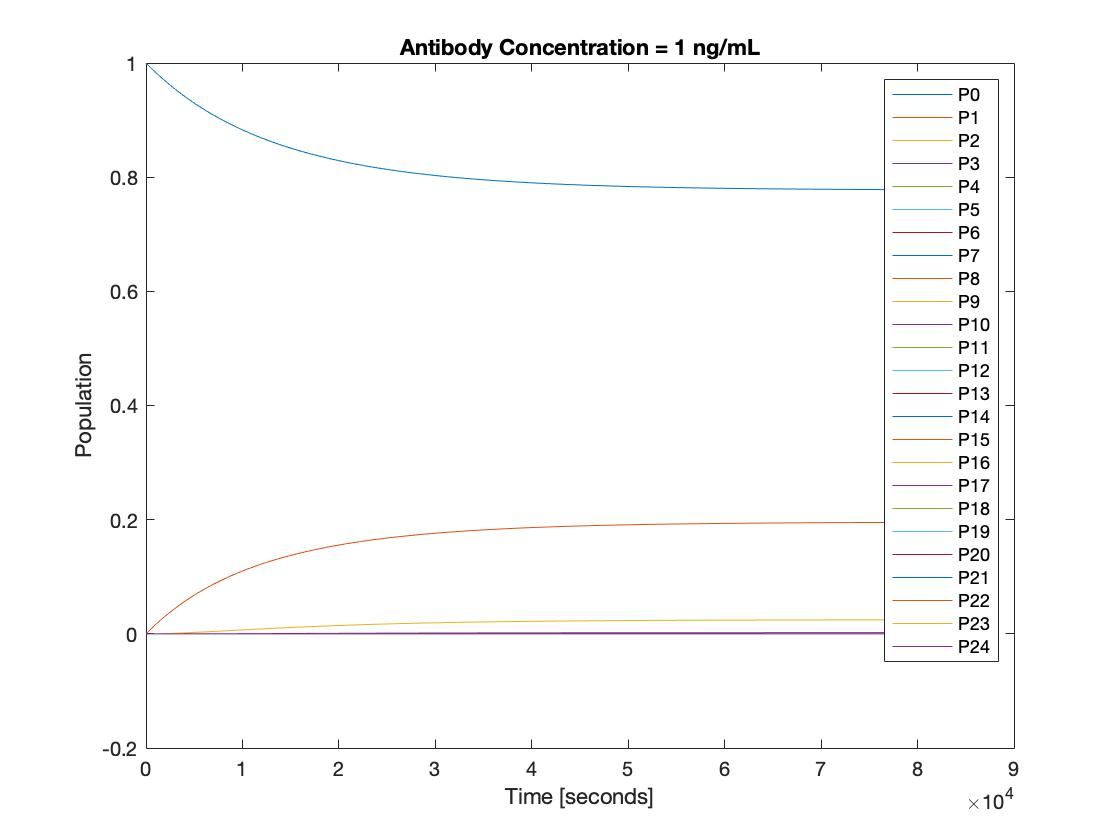 Antibody Concentration = 1 ng/mL
1
0.8
0.6
0.4
0.2
0
-0.2
Population
0 1 2 3 4 5 6 7 8 9
Time [seconds]
×10⁴
P0
P1
P2
P3
P4
P5
P6
P7
P8
P9
P10
P11
P12
P13
P14
P15
P16
P17
P18
P19
P20
P21
P22
P23
P24